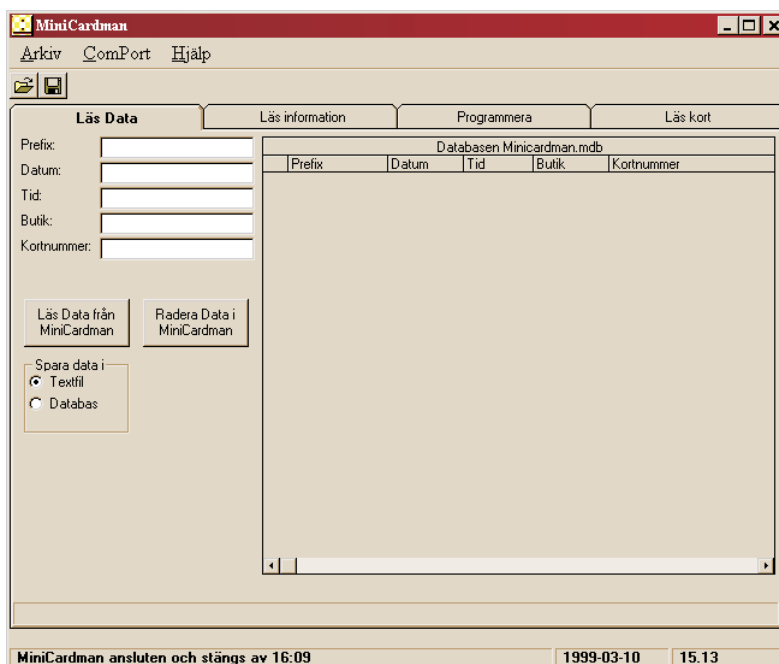 MiniCardman
Arkiv ComPort Hjälp
Läs Data Läs information Programmera Läs kort
Prefix:
Datum:
Tid:
Butik:
Kortnummer:
Databasen Minicardman.mdb
Prefix Datum Tid Butik Kortnummer
Läs Data från
MiniCardman
Radera Data i
MiniCardman
Spara data i
Textfil
Databas
MiniCardman ansluten och stängs av 16:09 1999-03-10 15.13